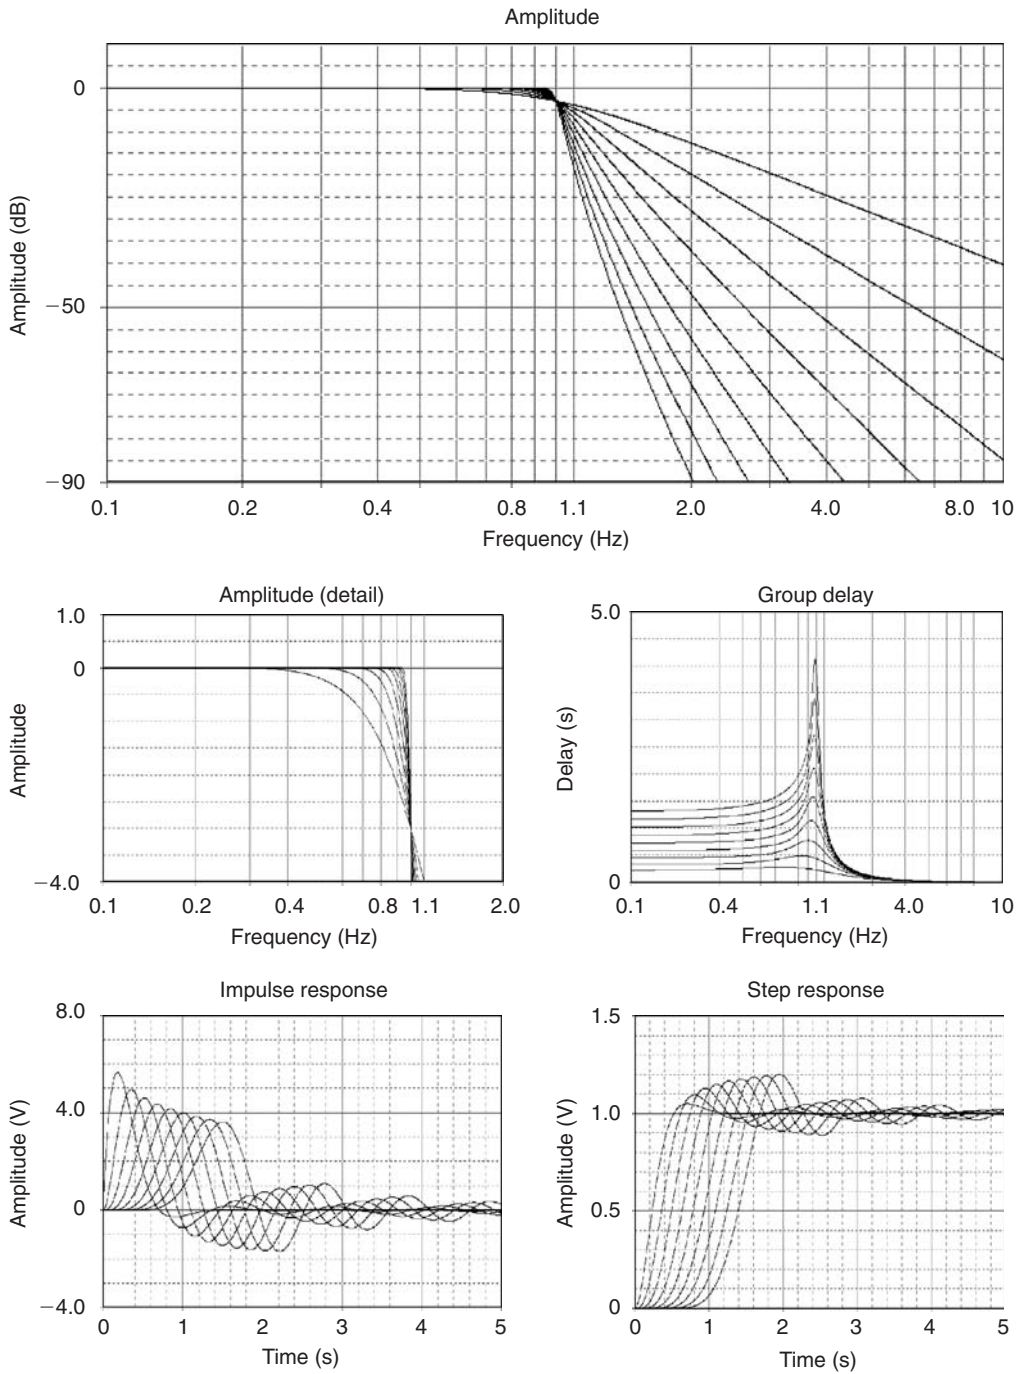 Amplitude
0
−50
−90
Amplitude (dB)
0.1 0.2 0.4 0.8 1.1 2.0 4.0 8.0 10
Frequency (Hz)
Amplitude (detail)
1.0
0
−4.0
Amplitude
0.1 0.2 0.4 0.8 1.1 2.0
Frequency (Hz)
Group delay
5.0
0
Delay (s)
0.1 0.4 1.1 4.0 10
Frequency (Hz)
Impulse response
8.0
4.0
0
−4.0
Amplitude (V)
0 1 2 3 4 5
Time (s)
Step response
1.5
1.0
0.5
0
Amplitude (V)
0 1 2 3 4 5
Time (s)